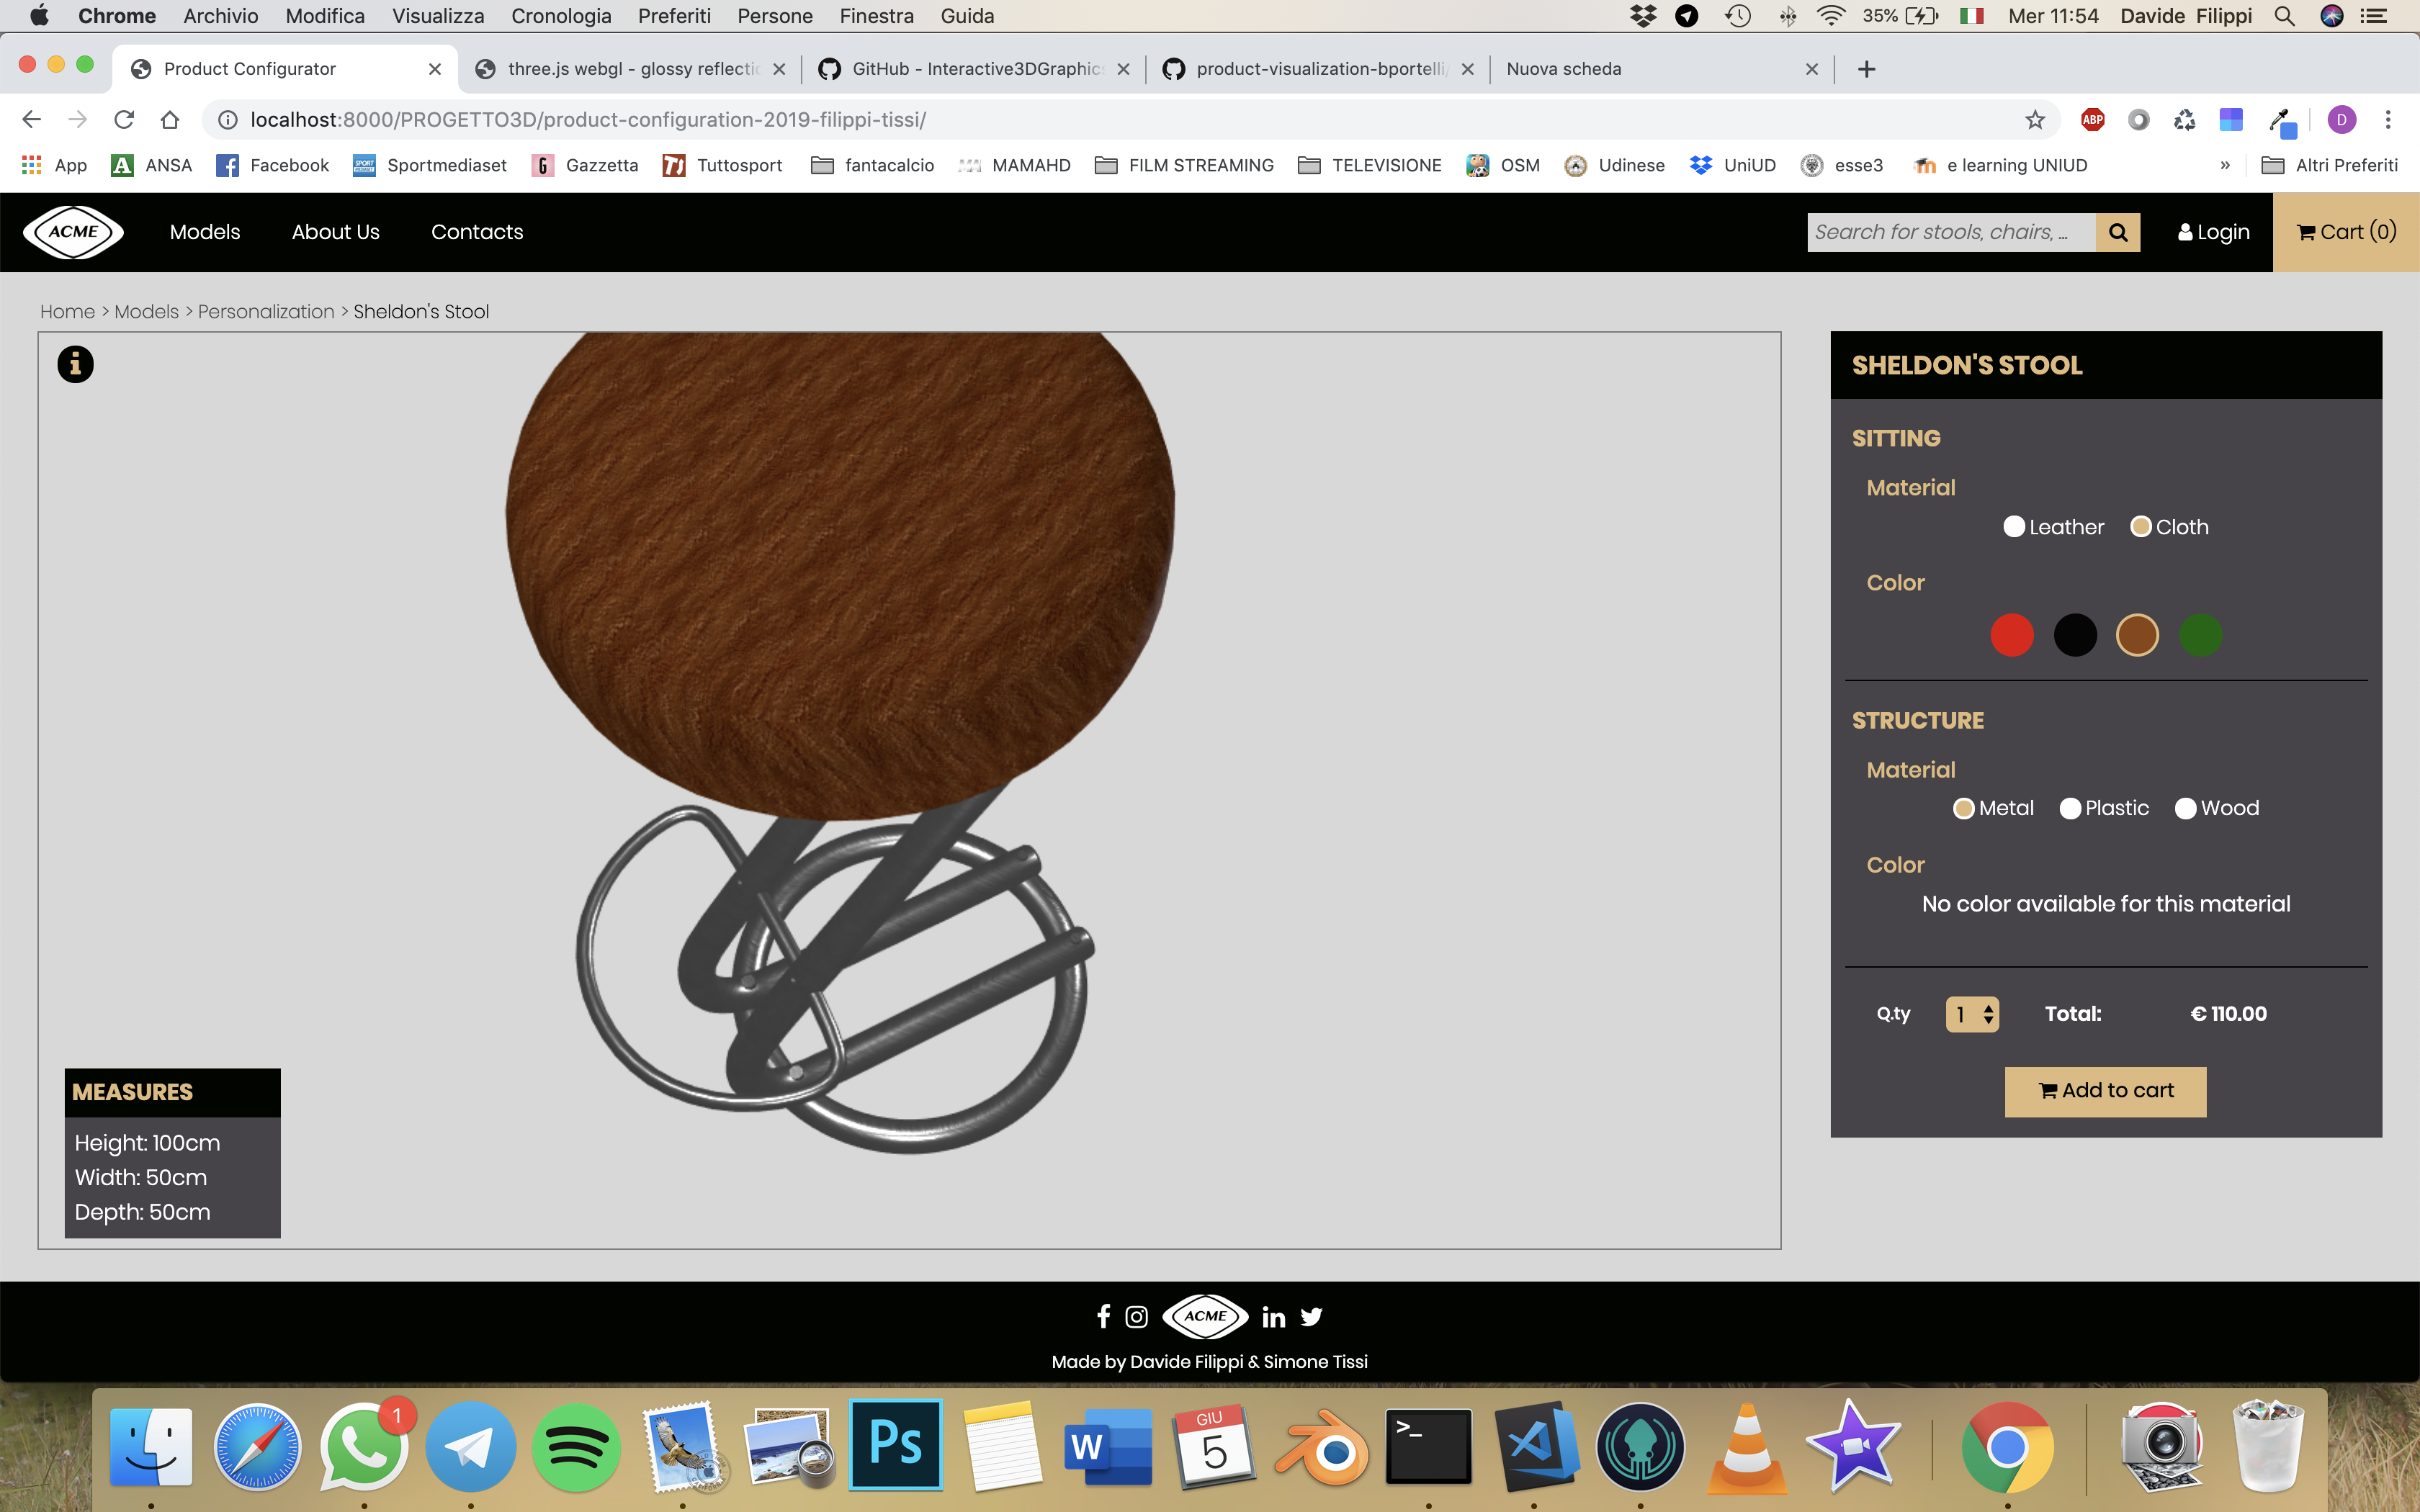 Chrome Archivio Modifica Visualizza Cronologia Preferiti Persone Finestra Guida 35% Mer 11:54 Davide Filippi
Product Configurator three.js webgl - glossy reflectio GitHub - Interactive3DGraphics product-visualization-bportelli/ Nuova scheda
localhost:8000/PROGETTO3D/product-configuration-2019-filippi-tissi/ ABP D
App A ANSA Facebook SPORT Sportmediaset G Gazzetta TS Tuttosport fantacalcio MAMAHD FILM STREAMING TELEVISIONE OSM Udinese UniUD esse3 e learning UNIUD » Altri Preferiti
ACME Models About Us Contacts Search for stools, chairs, ... Login Cart (0)
Home > Models > Personalization > Sheldon's Stool
SHELDON'S STOOL
SITTING
Material
Leather Cloth
Color
STRUCTURE
Material
Metal Plastic Wood
Color
No color available for this material
Q.ty 1 Total: € 110.00
Add to cart
MEASURES
Height: 100cm
Width: 50cm
Depth: 50cm
ACME
Made by Davide Filippi & Simone Tissi
1 Ps W GIU 5 >_